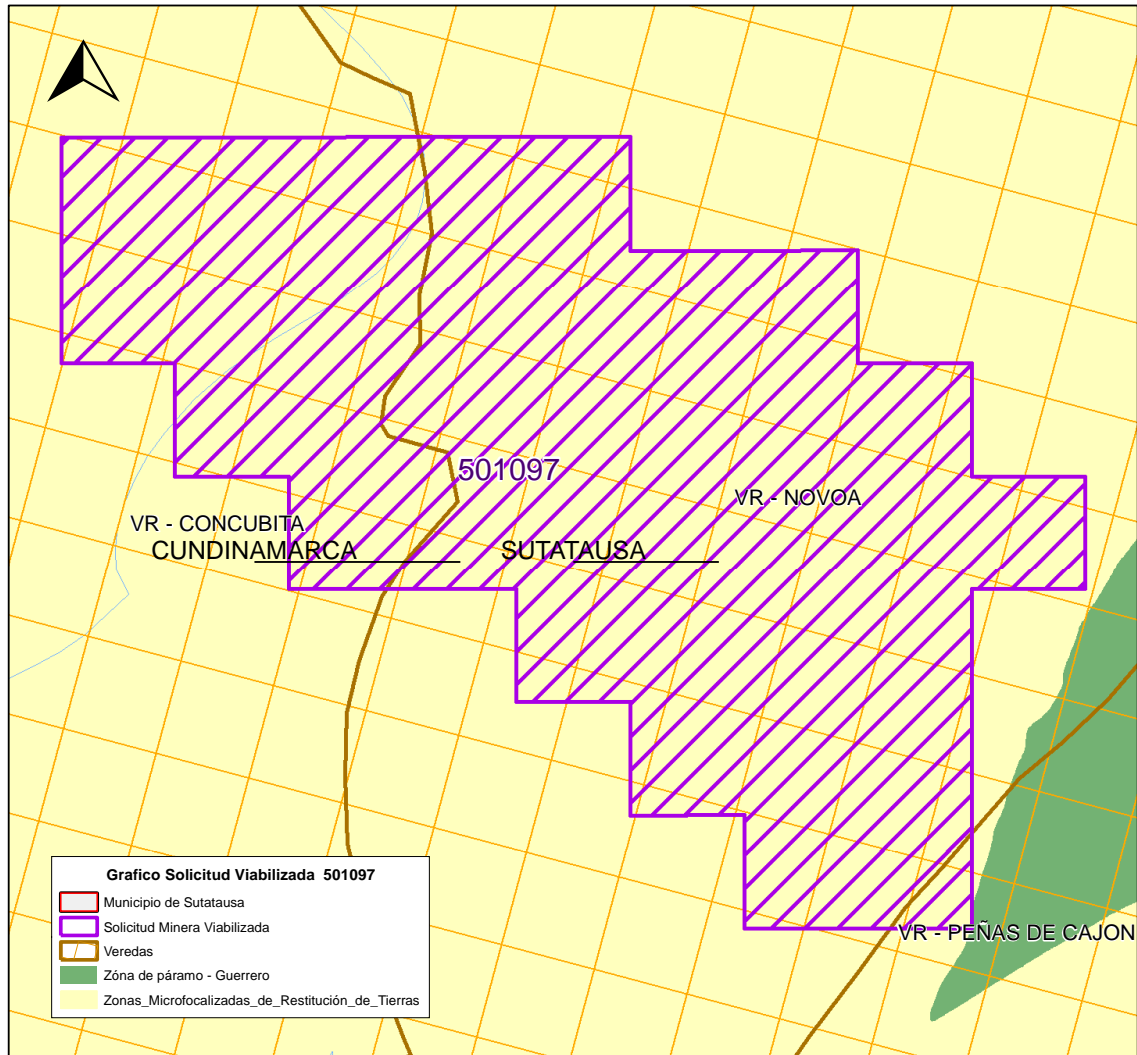 501097
VR - NOVOA
VR - CONCUBITA
CUNDINAMARCA
SUTATAUSA
VR - PEÑAS DE CAJON
Grafico Solicitud Viabilizada 501097
Municipio de Sutatausa
Solicitud Minera Viabilizada
Veredas
Zóna de páramo - Guerrero
Zonas_Microfocalizadas_de_Restitución_de_Tierras